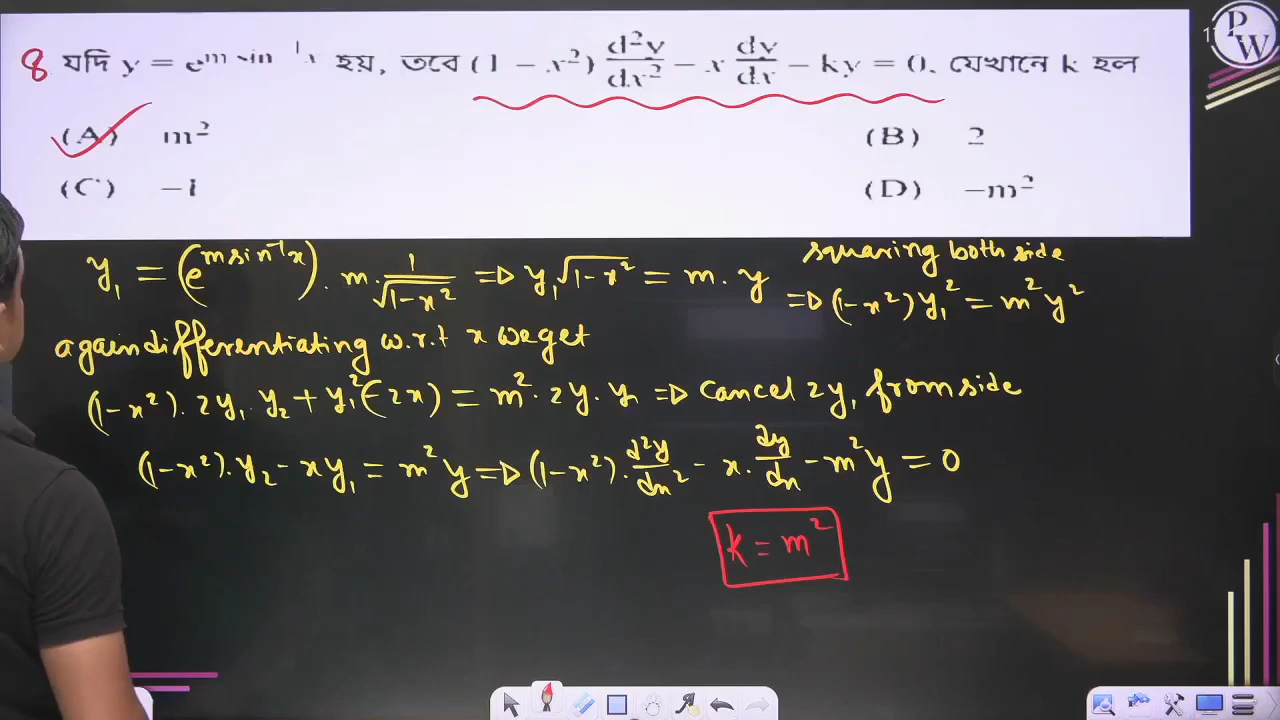 8 যদি y = e^m sin^-1 x হয়, তবে (1 − x²) d²y/dx² − x dy/dx − ky = 0. যেখানে k হল
(A) m² (B) 2
(C) −i (D) −m²
PW
y₁ = (e^m sin⁻¹x) . m. 1/√1−x² ⇒ y₁√1−x² = m. y squaring both side
⇒ (1−x²) y₁² = m²y²
again differentiating w.r.t x we get
(1−x²). 2y₁. y₂ + y₁²(−2x) = m². 2y. y₁ ⇒ Cancel 2y₁ from side
(1−x²). y₂ − xy₁ = m²y ⇒ (1−x²). d²y/dx² − x. dy/dx − m²y = 0
k = m²